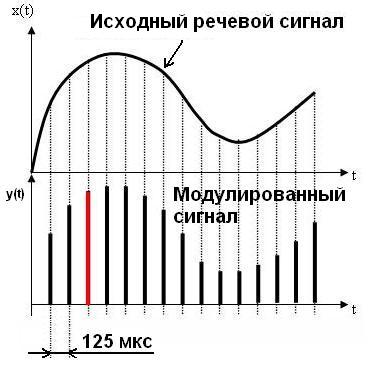 x(t)
Исходный речевой сигнал
t
y(t)
Модулированный
сигнал
t
125 мкс